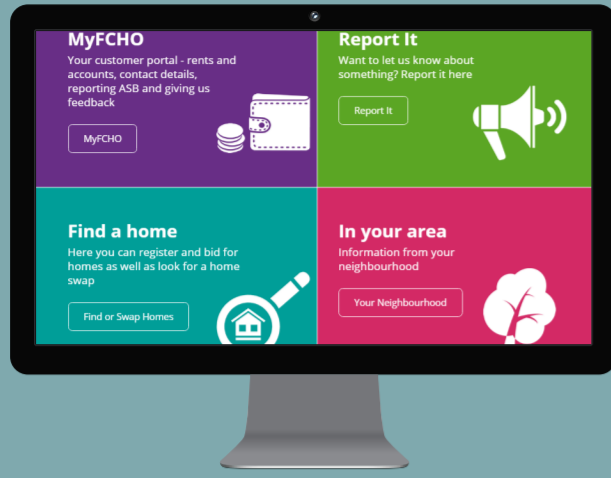 MyFCHO
Your customer portal - rents and
accounts, contact details,
reporting ASB and giving us
feedback
MyFCHO
Report It
Want to let us know about
something? Report it here
Report It
Find a home
Here you can register and bid for
homes as well as look for a home
swap
Find or Swap Homes
In your area
Information from your
neighbourhood
Your Neighbourhood